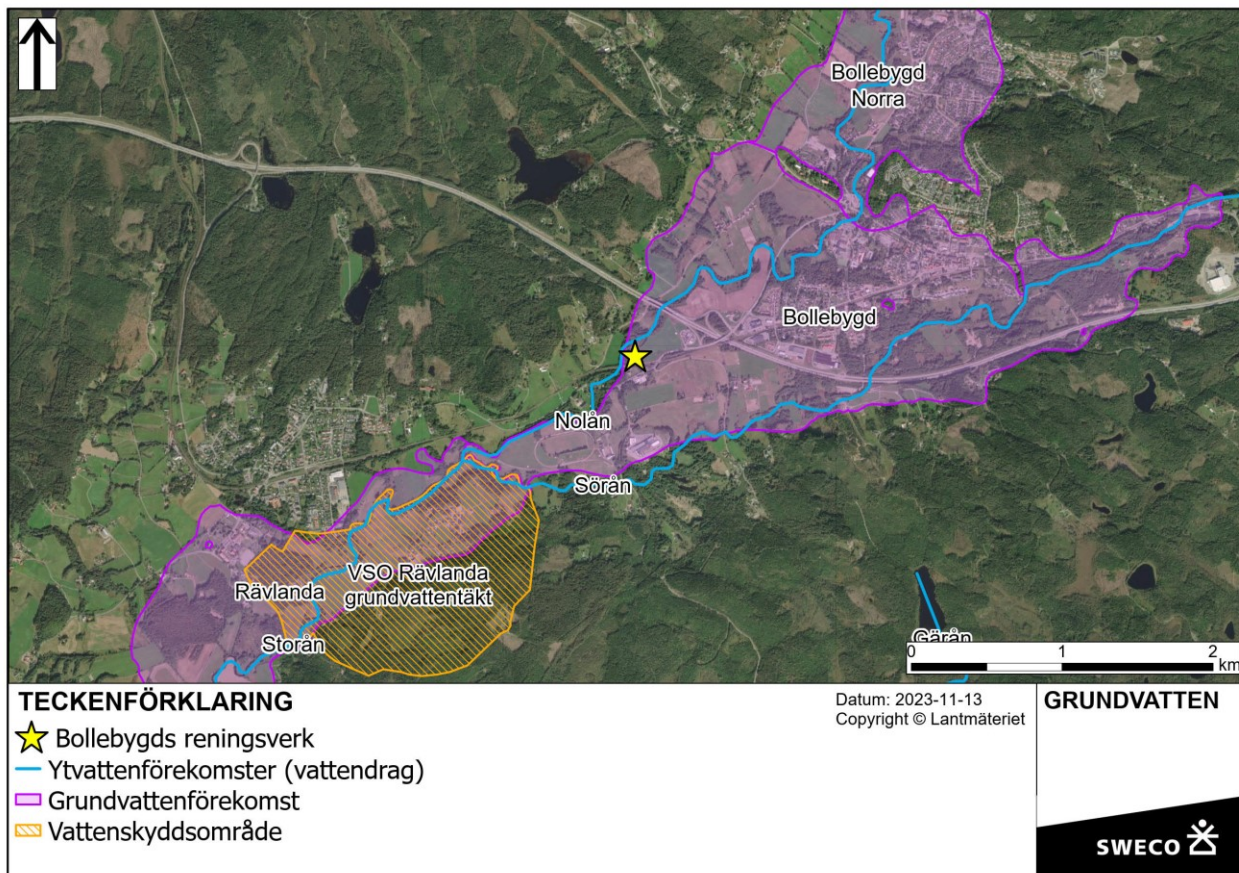 Bollebygd
Norra
Bollebygd
Nolån
Sörån
Rävlanda
VSO Rävlanda
grundvattentäkt
Storån
Gärån
0 1 2
km
TECKENFÖRKLARING
Bollebygds reningsverk
Ytvattenförekomster (vattendrag)
Grundvattenförekomst
Vattenskyddsområde
Datum: 2023-11-13
Copyright © Lantmäteriet
GRUNDVATTEN
SWECO